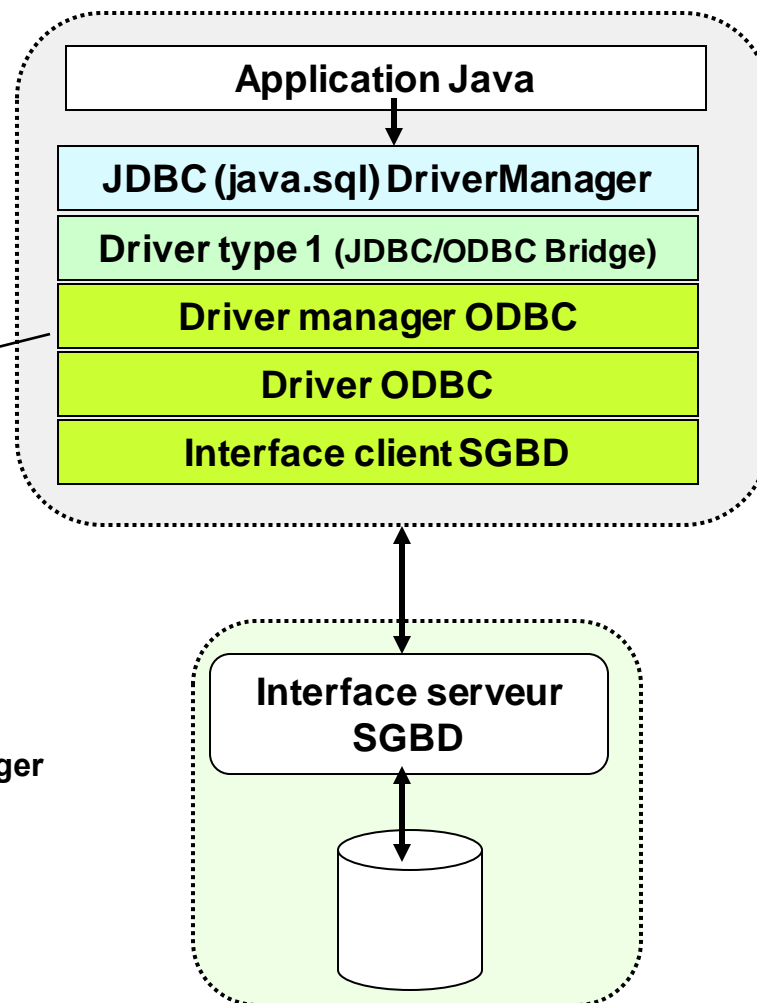 Application Java
JDBC (java.sql) DriverManager
Driver type 1 (JDBC/ODBC Bridge)
Driver manager ODBC
Driver ODBC
Interface client SGBD
Interface serveur
SGBD
ger